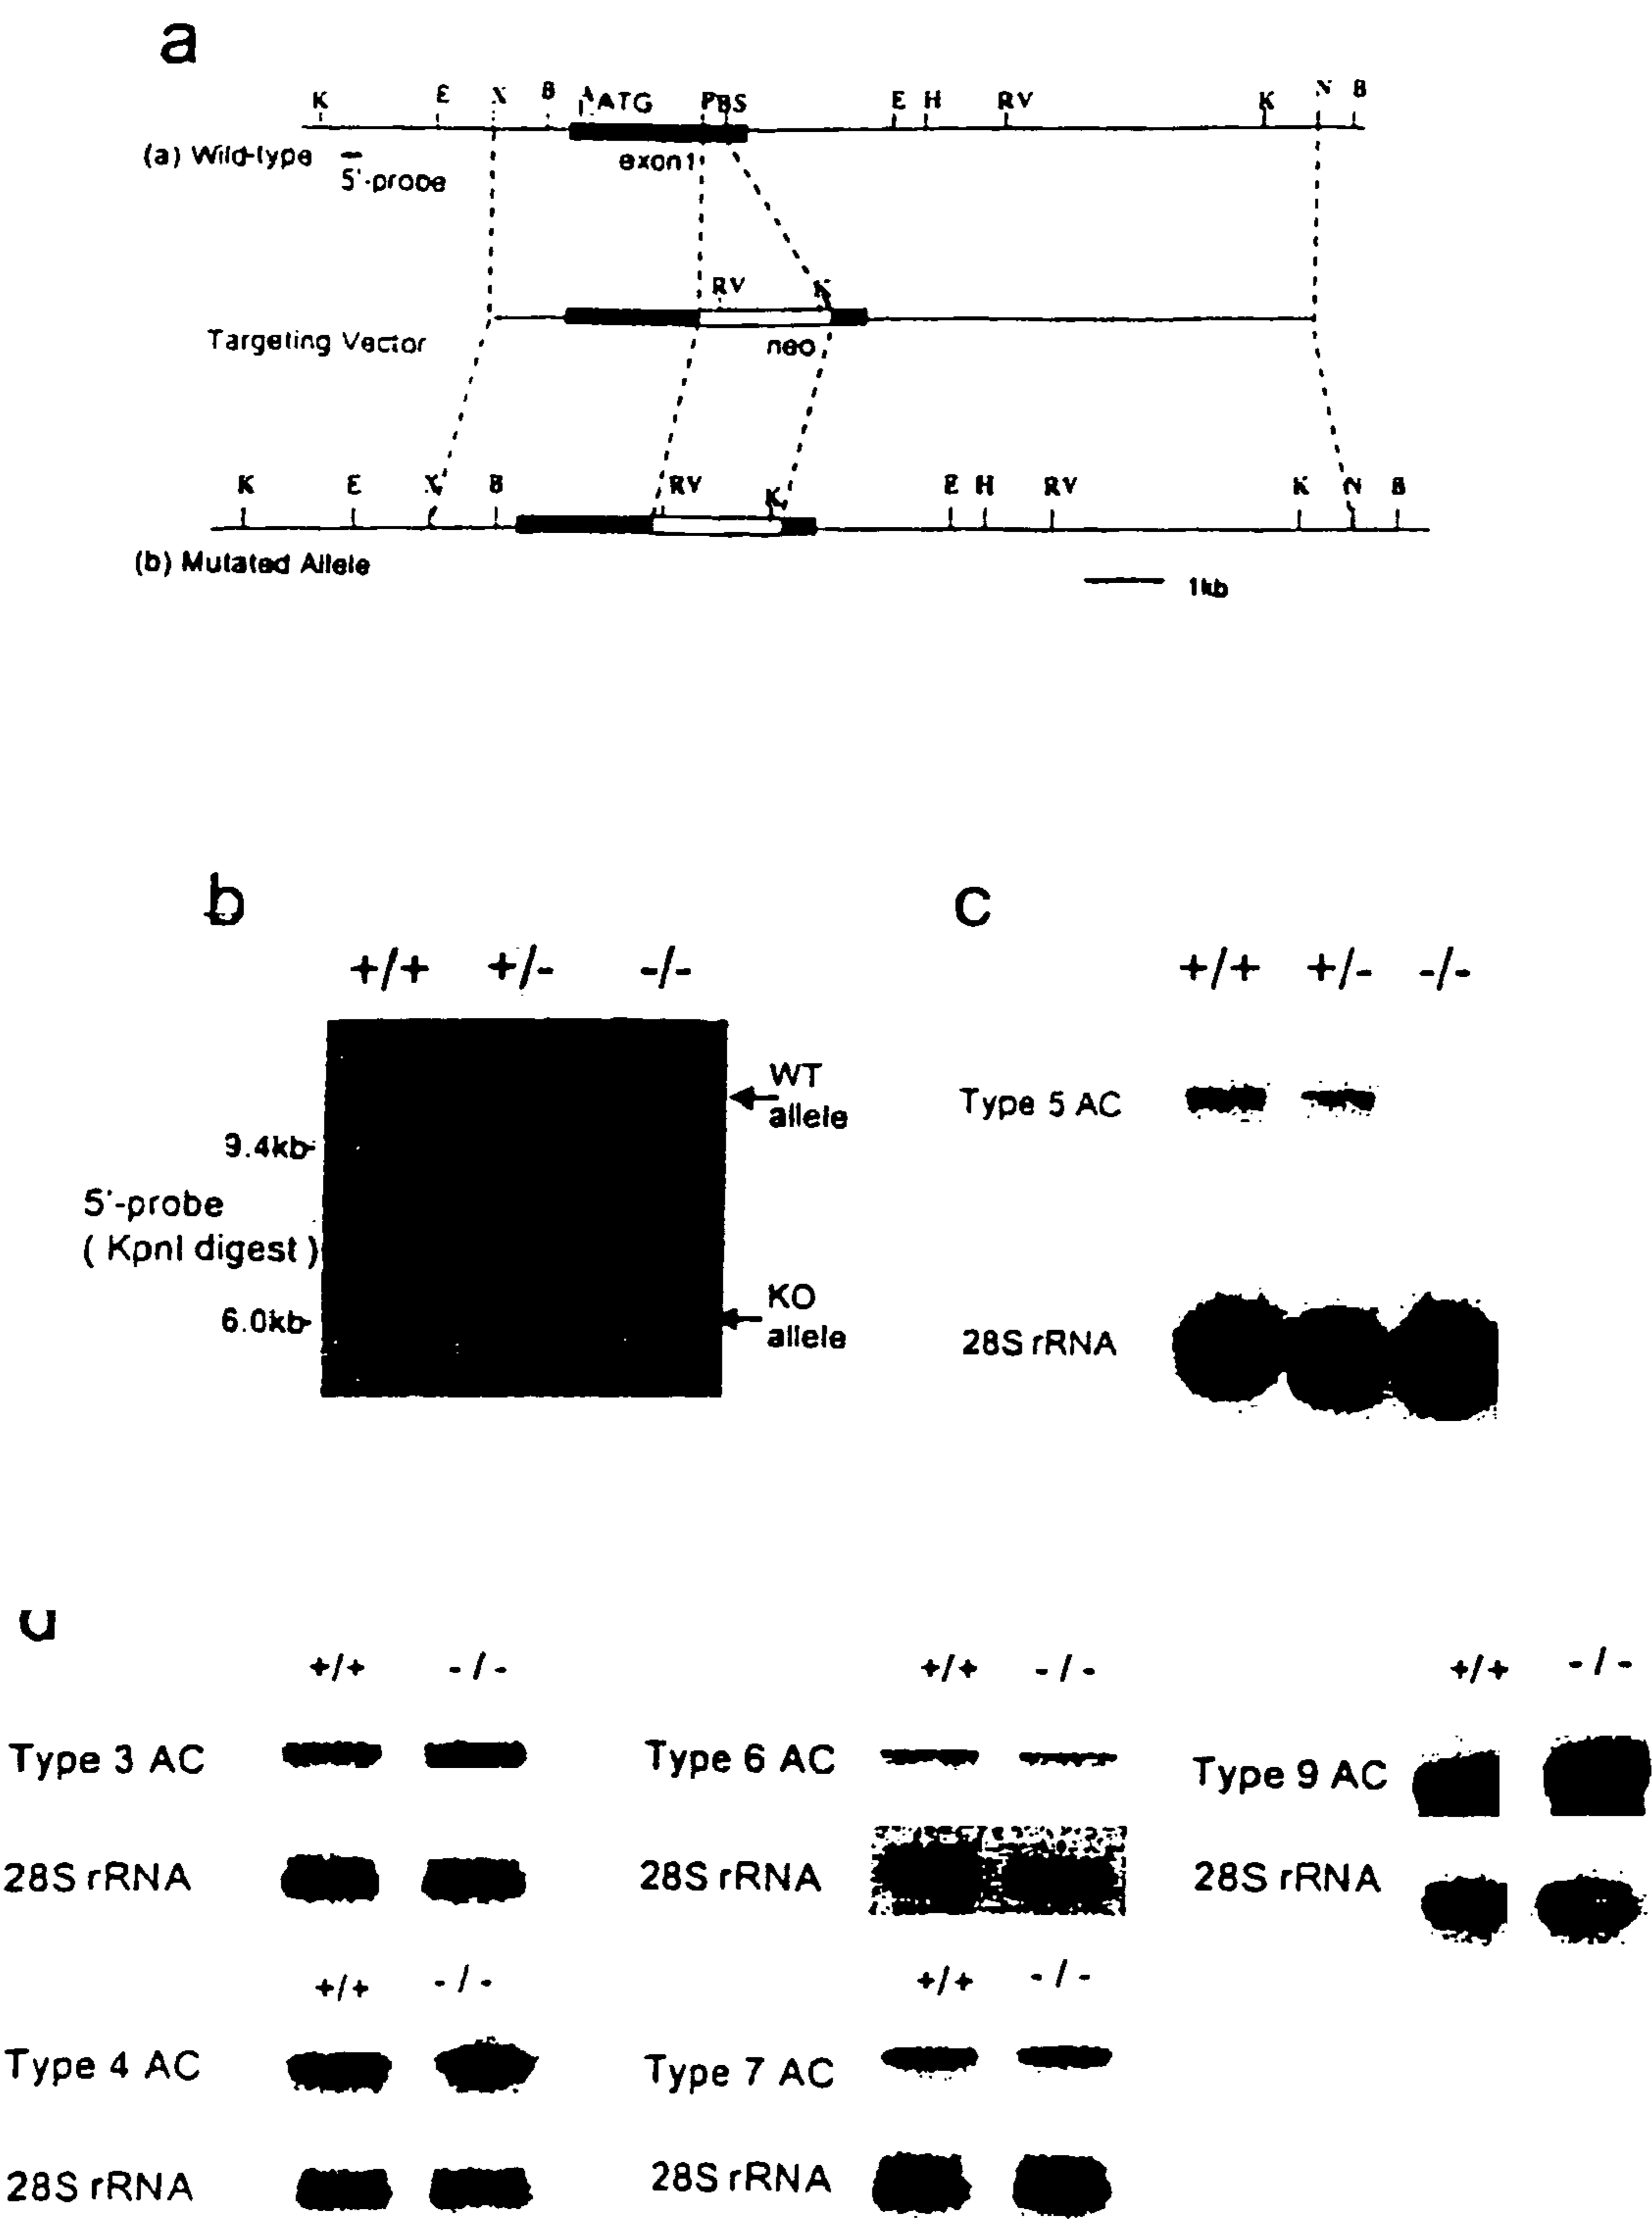 a
K E X B A ATG PBS E H RV K N B
(a) Wild-type
5'-probe
exon1
RV K
Targeting Vector
neo
K E X B RV K E H RV K N B
(b) Mutated Allele
1kb
b
+/+ +/- -/-
WT
allele
9.4kb-
5'-probe
( KpnI digest )
6.0kb-
KO
allele
c
+/+ +/- -/-
Type 5 AC
28S rRNA
d
+/+ -/-
Type 3 AC
28S rRNA
+/+ -/-
Type 4 AC
28S rRNA
+/+ -/-
Type 6 AC
28S rRNA
+/+ -/-
Type 7 AC
28S rRNA
+/+ -/-
Type 9 AC
28S rRNA